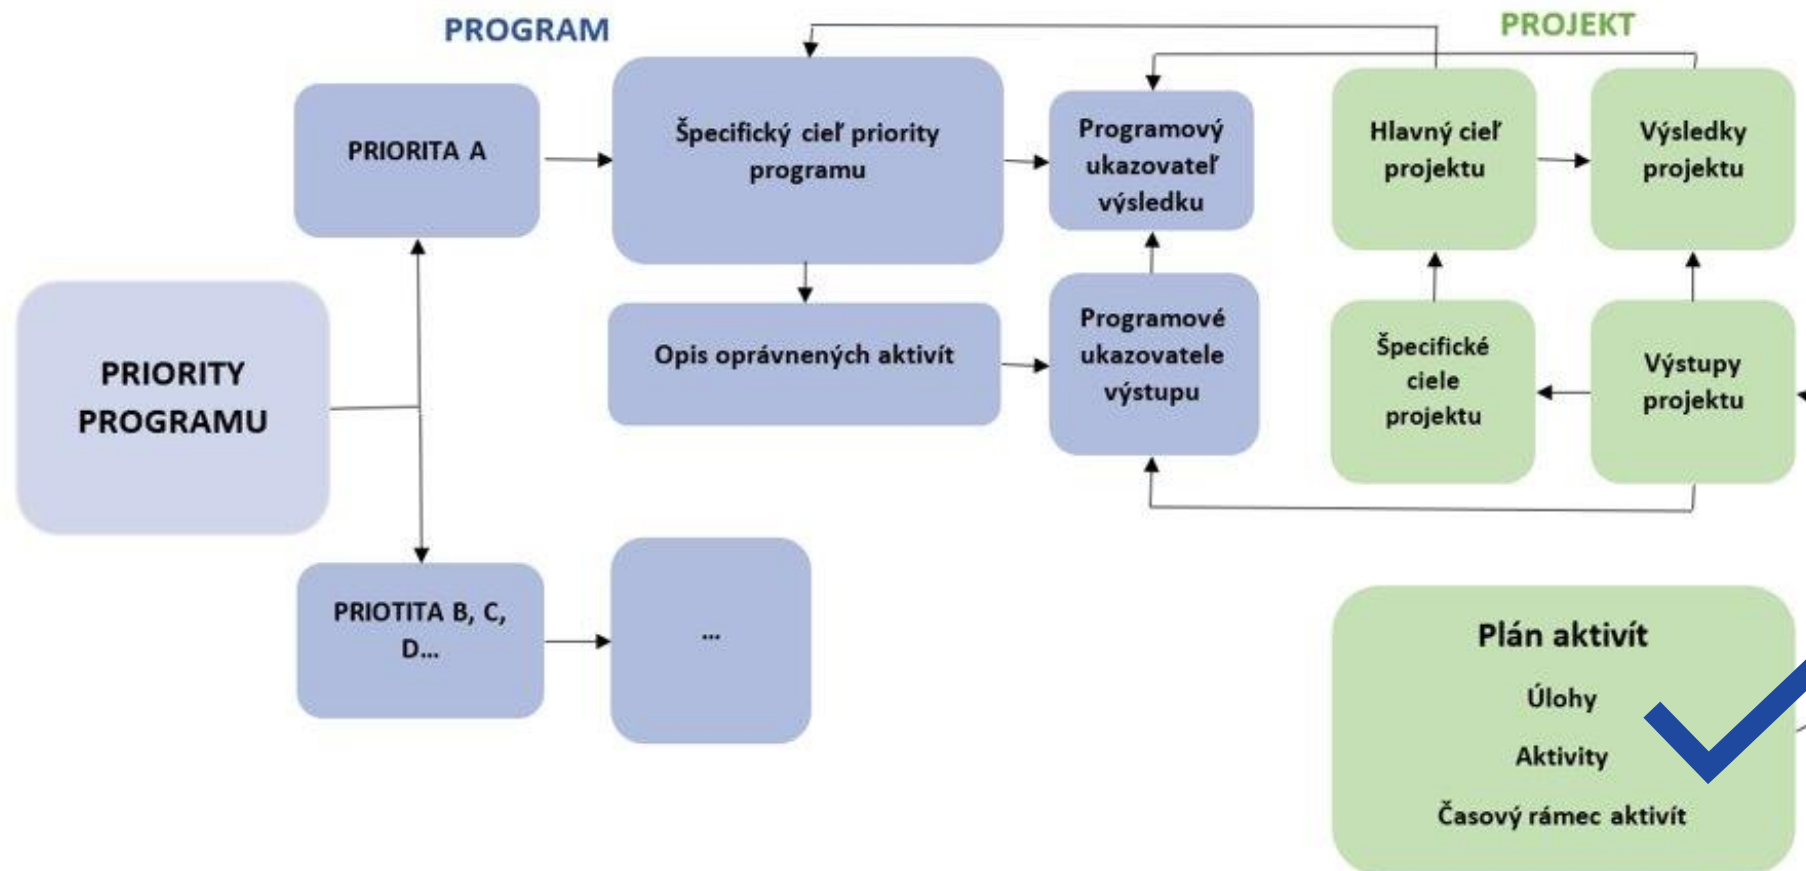 PROGRAM
PROJEKT
PRIORITA A
Špecifický cieľ priority
programu
Programový
ukazovateľ
výsledku
Hlavný cieľ
projektu
Výsledky
projektu
PRIORITY
PROGRAMU
Opis oprávnených aktivít
Programové
ukazovatele
výstupu
Špecifické
ciele
projektu
Výstupy
projektu
PRIOTITA B, C,
D...
...
Plán aktivít
Úlohy
Aktivity
Časový rámec aktivít